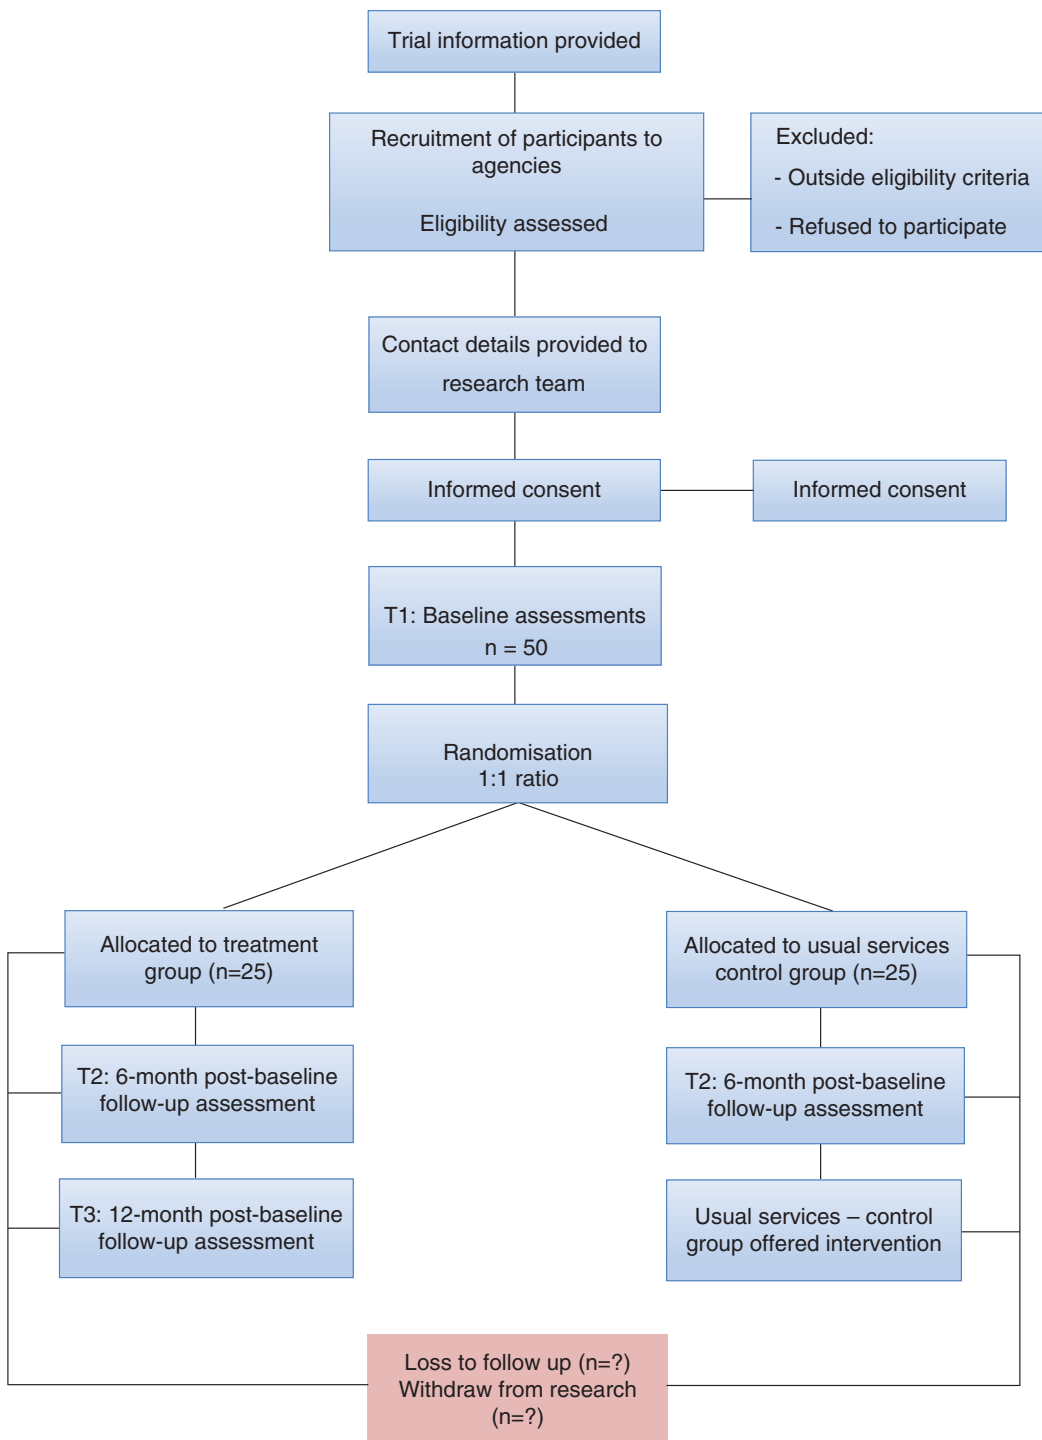 Trial information provided
Recruitment of participants to
agencies
Eligibility assessed
Excluded:
- Outside eligibility criteria
- Refused to participate
Contact details provided to
research team
Informed consent
Informed consent
T1: Baseline assessments
n = 50
Randomisation
1:1 ratio
Allocated to treatment
group (n=25)
Allocated to usual services
control group (n=25)
T2: 6-month post-baseline
follow-up assessment
T2: 6-month post-baseline
follow-up assessment
T3: 12-month post-baseline
follow-up assessment
Usual services – control
group offered intervention
Loss to follow up (n=?)
Withdraw from research
(n=?)